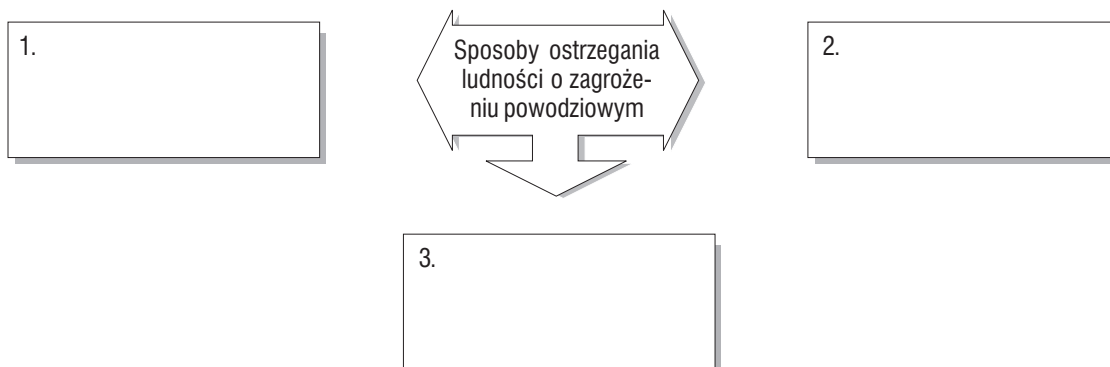 1.
Sposoby ostrzegania
ludności o zagroże-
niu powodziowym
2.
3.